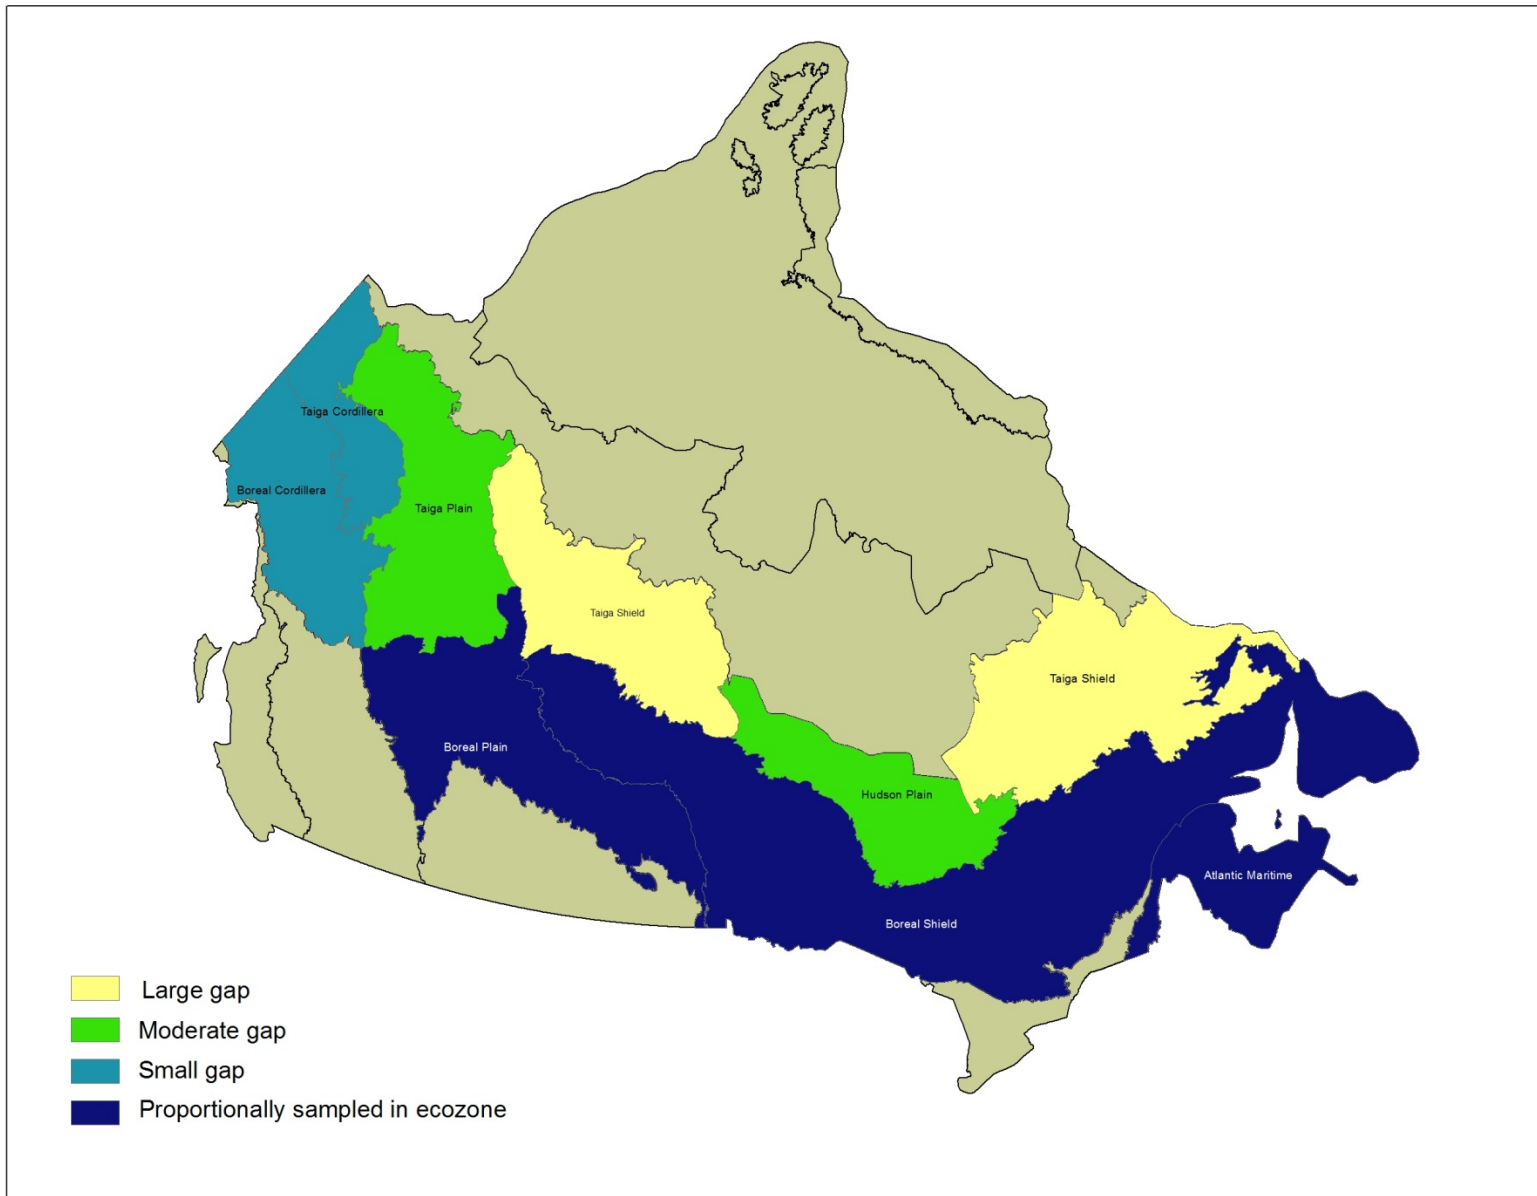 Taiga Cordillera
Boreal Cordillera
Taiga Plain
Taiga Shield
Taiga Shield
Boreal Plain
Hudson Plain
Atlantic Maritime
Boreal Shield
Large gap
Moderate gap
Small gap
Proportionally sampled in ecozone